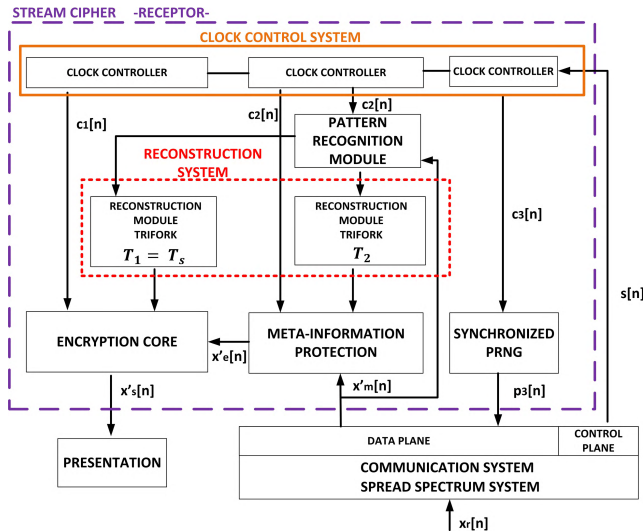 STREAM CIPHER -RECEPTOR-
CLOCK CONTROL SYSTEM
CLOCK CONTROLLER
CLOCK CONTROLLER
CLOCK CONTROLLER
c1[n]
c2[n]
c2[n]
PATTERN
RECOGNITION
MODULE
RECONSTRUCTION
SYSTEM
RECONSTRUCTION
MODULE
TRIFORK
T1 = Ts
RECONSTRUCTION
MODULE
TRIFORK
T2
c3[n]
s[n]
ENCRYPTION CORE
x'e[n]
META-INFORMATION
PROTECTION
SYNCHRONIZED
PRNG
x's[n]
x'm[n]
p3[n]
PRESENTATION
DATA PLANE
CONTROL
PLANE
COMMUNICATION SYSTEM
SPREAD SPECTRUM SYSTEM
xr[n]